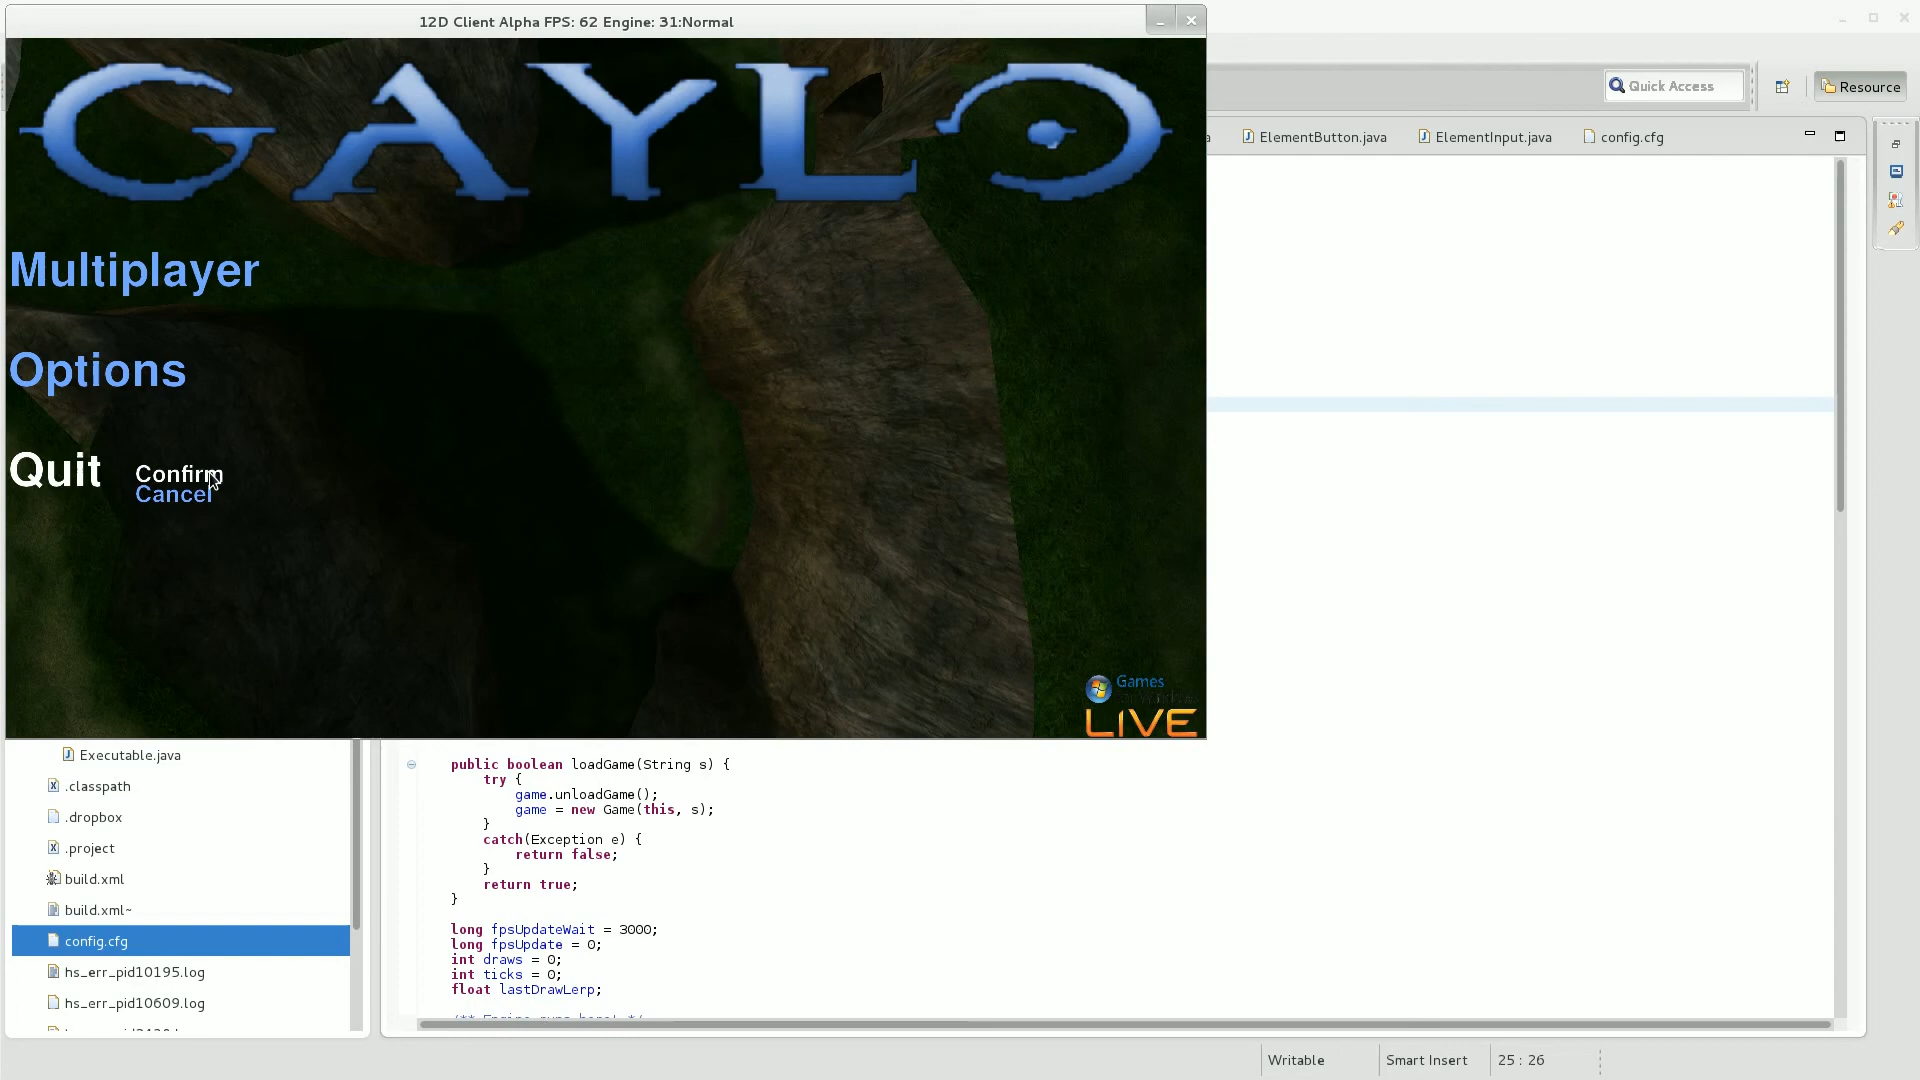 12D Client Alpha FPS: 62 Engine: 31:Normal
GAYLO
Multiplayer
Options
Quit
Confirm
Cancel
Games
LIVE
Quick Access
Resource
ElementButton.java
ElementInput.java
config.cfg
Executable.java
.classpath
.dropbox
.project
build.xml
build.xml~
config.cfg
hs_err_pid10195.log
hs_err_pid10609.log
public boolean loadGame(String s) {
try {
game.unloadGame();
game = new Game(this, s);
}
catch(Exception e) {
return false;
}
return true;
}
long fpsUpdateWait = 3000;
long fpsUpdate = 0;
int draws = 0;
int ticks = 0;
float lastDrawLerp;
Writable
Smart Insert
25 : 26